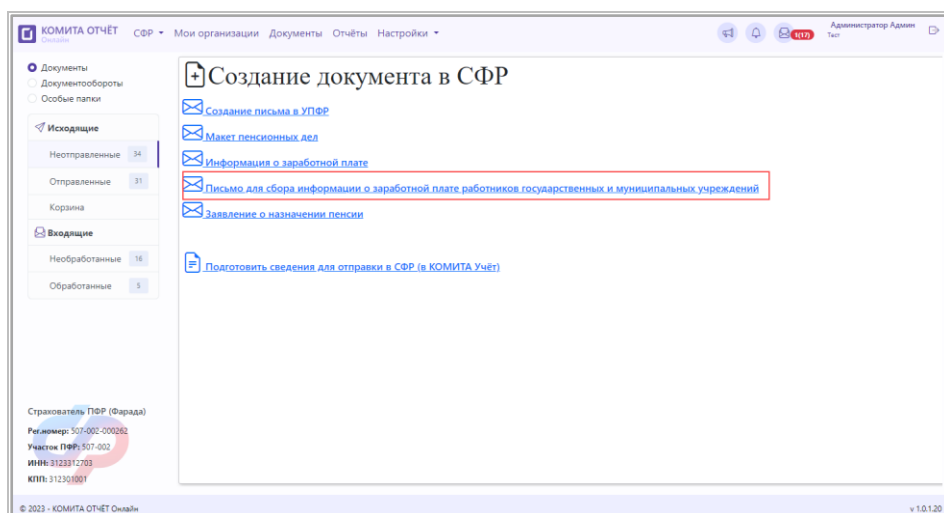 КОМИТА ОТЧЁТ
Онлайн
СФР Мои организации Документы Отчёты Настройки
1(17)
Администратор Админ
Тест
Документы
Документообороты
Особые папки
Исходящие
Неотправленные 34
Отправленные 31
Корзина
Входящие
Необработанные 16
Обработанные 5
Создание документа в СФР
Создание письма в УПФР
Макет пенсионных дел
Информация о заработной плате
Письмо для сбора информации о заработной плате работников государственных и муниципальных учреждений
Заявление о назначении пенсии
Подготовить сведения для отправки в СФР (в КОМИТА Учёт)
Страхователь ПФР (Фарада)
Рег.номер: 507-002-000262
Участок ПФР: 507-002
ИНН: 3123312703
КПП: 312301001
© 2023 - КОМИТА ОТЧЁТ Онлайн
v 1.0.1.20